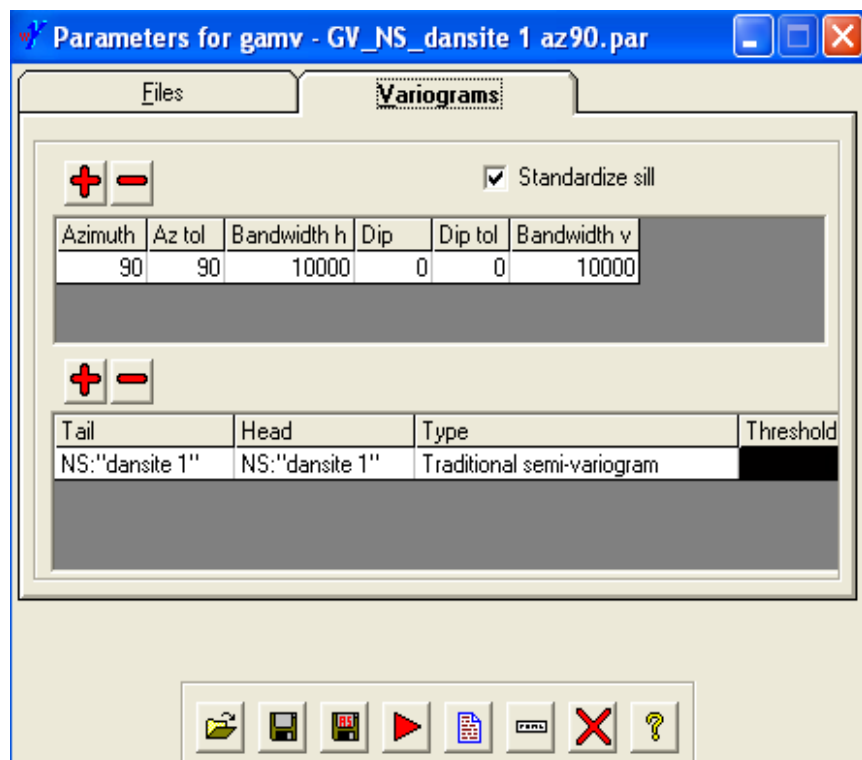 Parameters for gamv - GV_NS_dansite 1 az90.par
Files Variograms
Standardize sill
Azimuth Az tol Bandwidth h Dip Dip tol Bandwidth v
90 90 10000 0 0 10000
Tail Head Type Threshold
NS:"dansite 1" NS:"dansite 1" Traditional semi-variogram